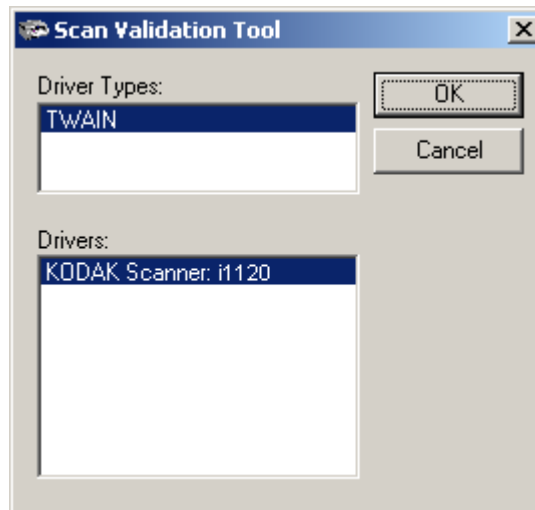 Scan Validation Tool
Driver Types:
TWAIN
OK
Cancel
Drivers:
KODAK Scanner: i1120